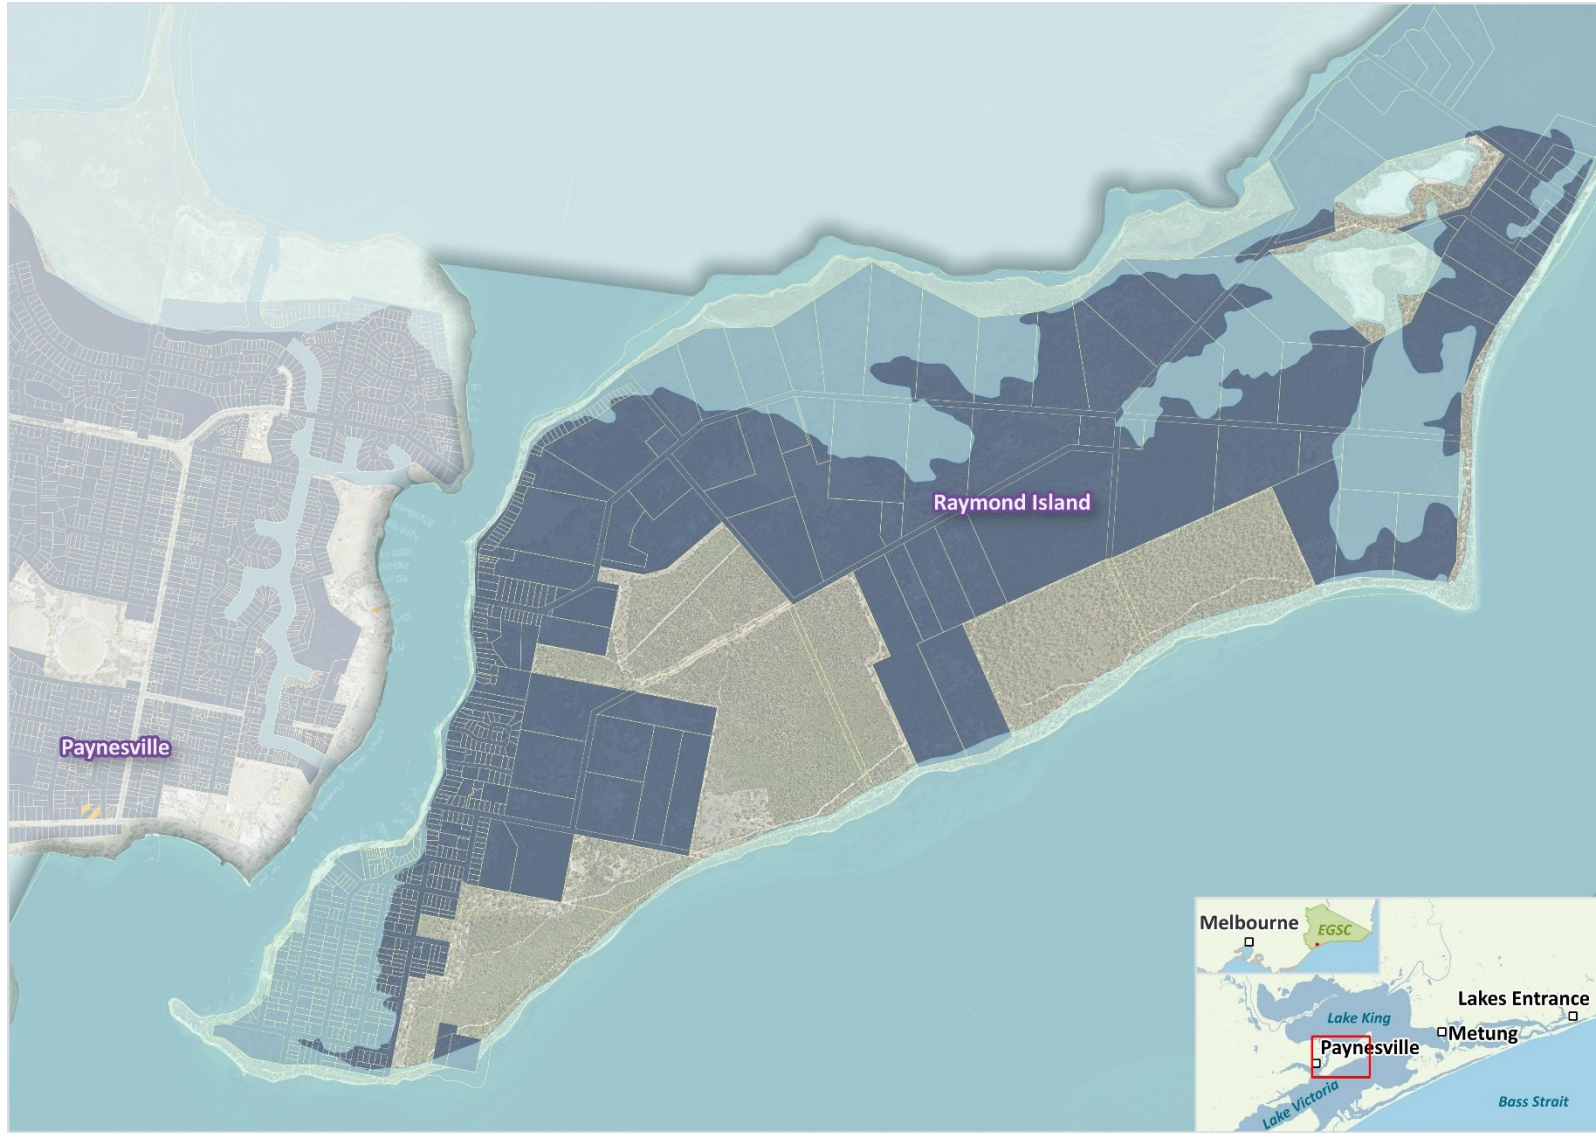 Raymond Island
Paynesville
Melbourne
EGSC
Lakes Entrance
Lake King
Metung
Paynesville
Lake Victoria
Bass Strait